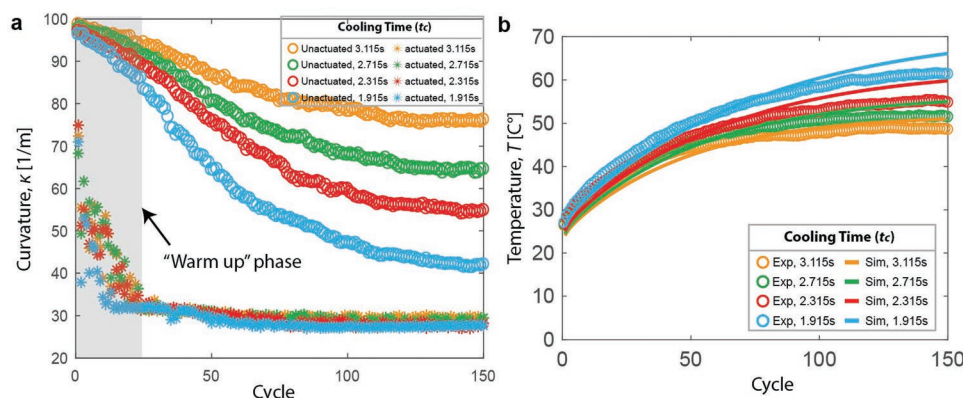 a
100
90
80
70
60
50
40
30
20
Curvature, κ [1/m]
0
50
100
150
Cycle
Cooling Time (tc)
Unactuated 3.115s
actuated 3.115s
Unactuated, 2.715s
actuated, 2.715s
Unactuated, 2.315s
actuated, 2.315s
Unactuated, 1.915s
actuated, 1.915s
"Warm up" phase
b
70
60
50
40
30
20
10
0
Temperature, T [C°]
0
50
100
150
Cycle
Cooling Time (tc)
Exp, 3.115s
Sim, 3.115s
Exp, 2.715s
Sim, 2.715s
Exp, 2.315s
Sim, 2.315s
Exp, 1.915s
Sim, 1.915s